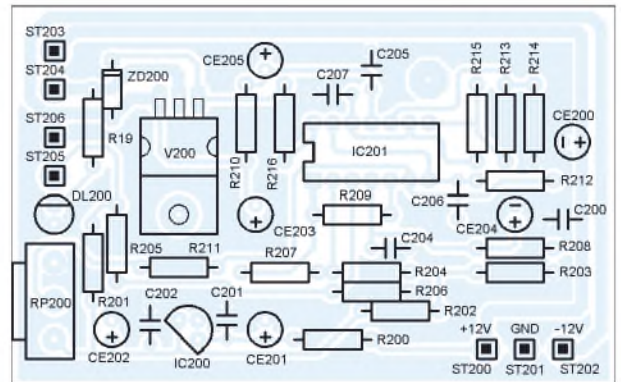 ST203
ST204
ST206
ST205
ZD200
R19
V200
CE205
C207
C205
R215
R213
R214
CE200
R210
R216
IC201
R212
DL200
R209
C206
CE204
C200
CE203
R205
R211
R207
C204
R204
R208
R206
R203
R202
RP200
R201
C202
C201
IC200
CE202
CE201
R200
+12V
GND
-12V
ST200
ST201
ST202